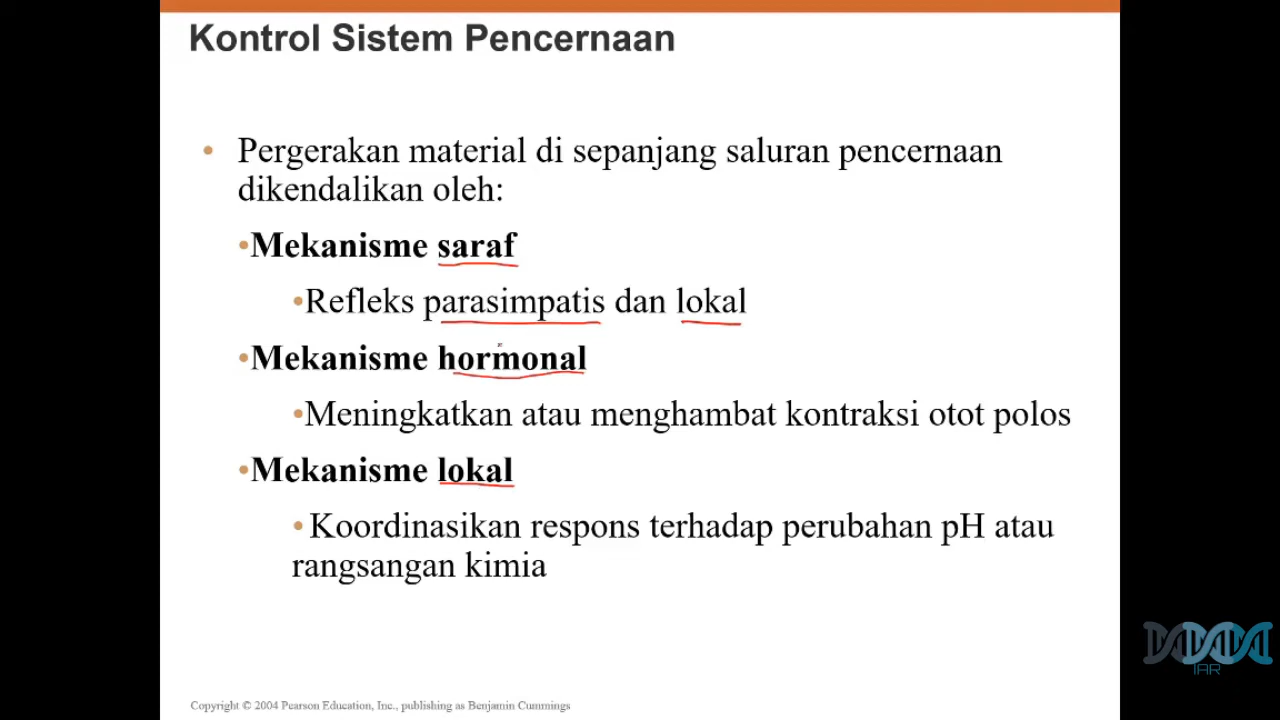 Kontrol Sistem Pencernaan
• Pergerakan material di sepanjang saluran pencernaan
dikendalikan oleh:
•Mekanisme saraf
•Refleks parasimpatis dan lokal
•Mekanisme hormonal
•Meningkatkan atau menghambat kontraksi otot polos
•Mekanisme lokal
• Koordinasikan respons terhadap perubahan pH atau
rangsangan kimia
IAR
Copyright © 2004 Pearson Education, Inc., publishing as Benjamin Cummings